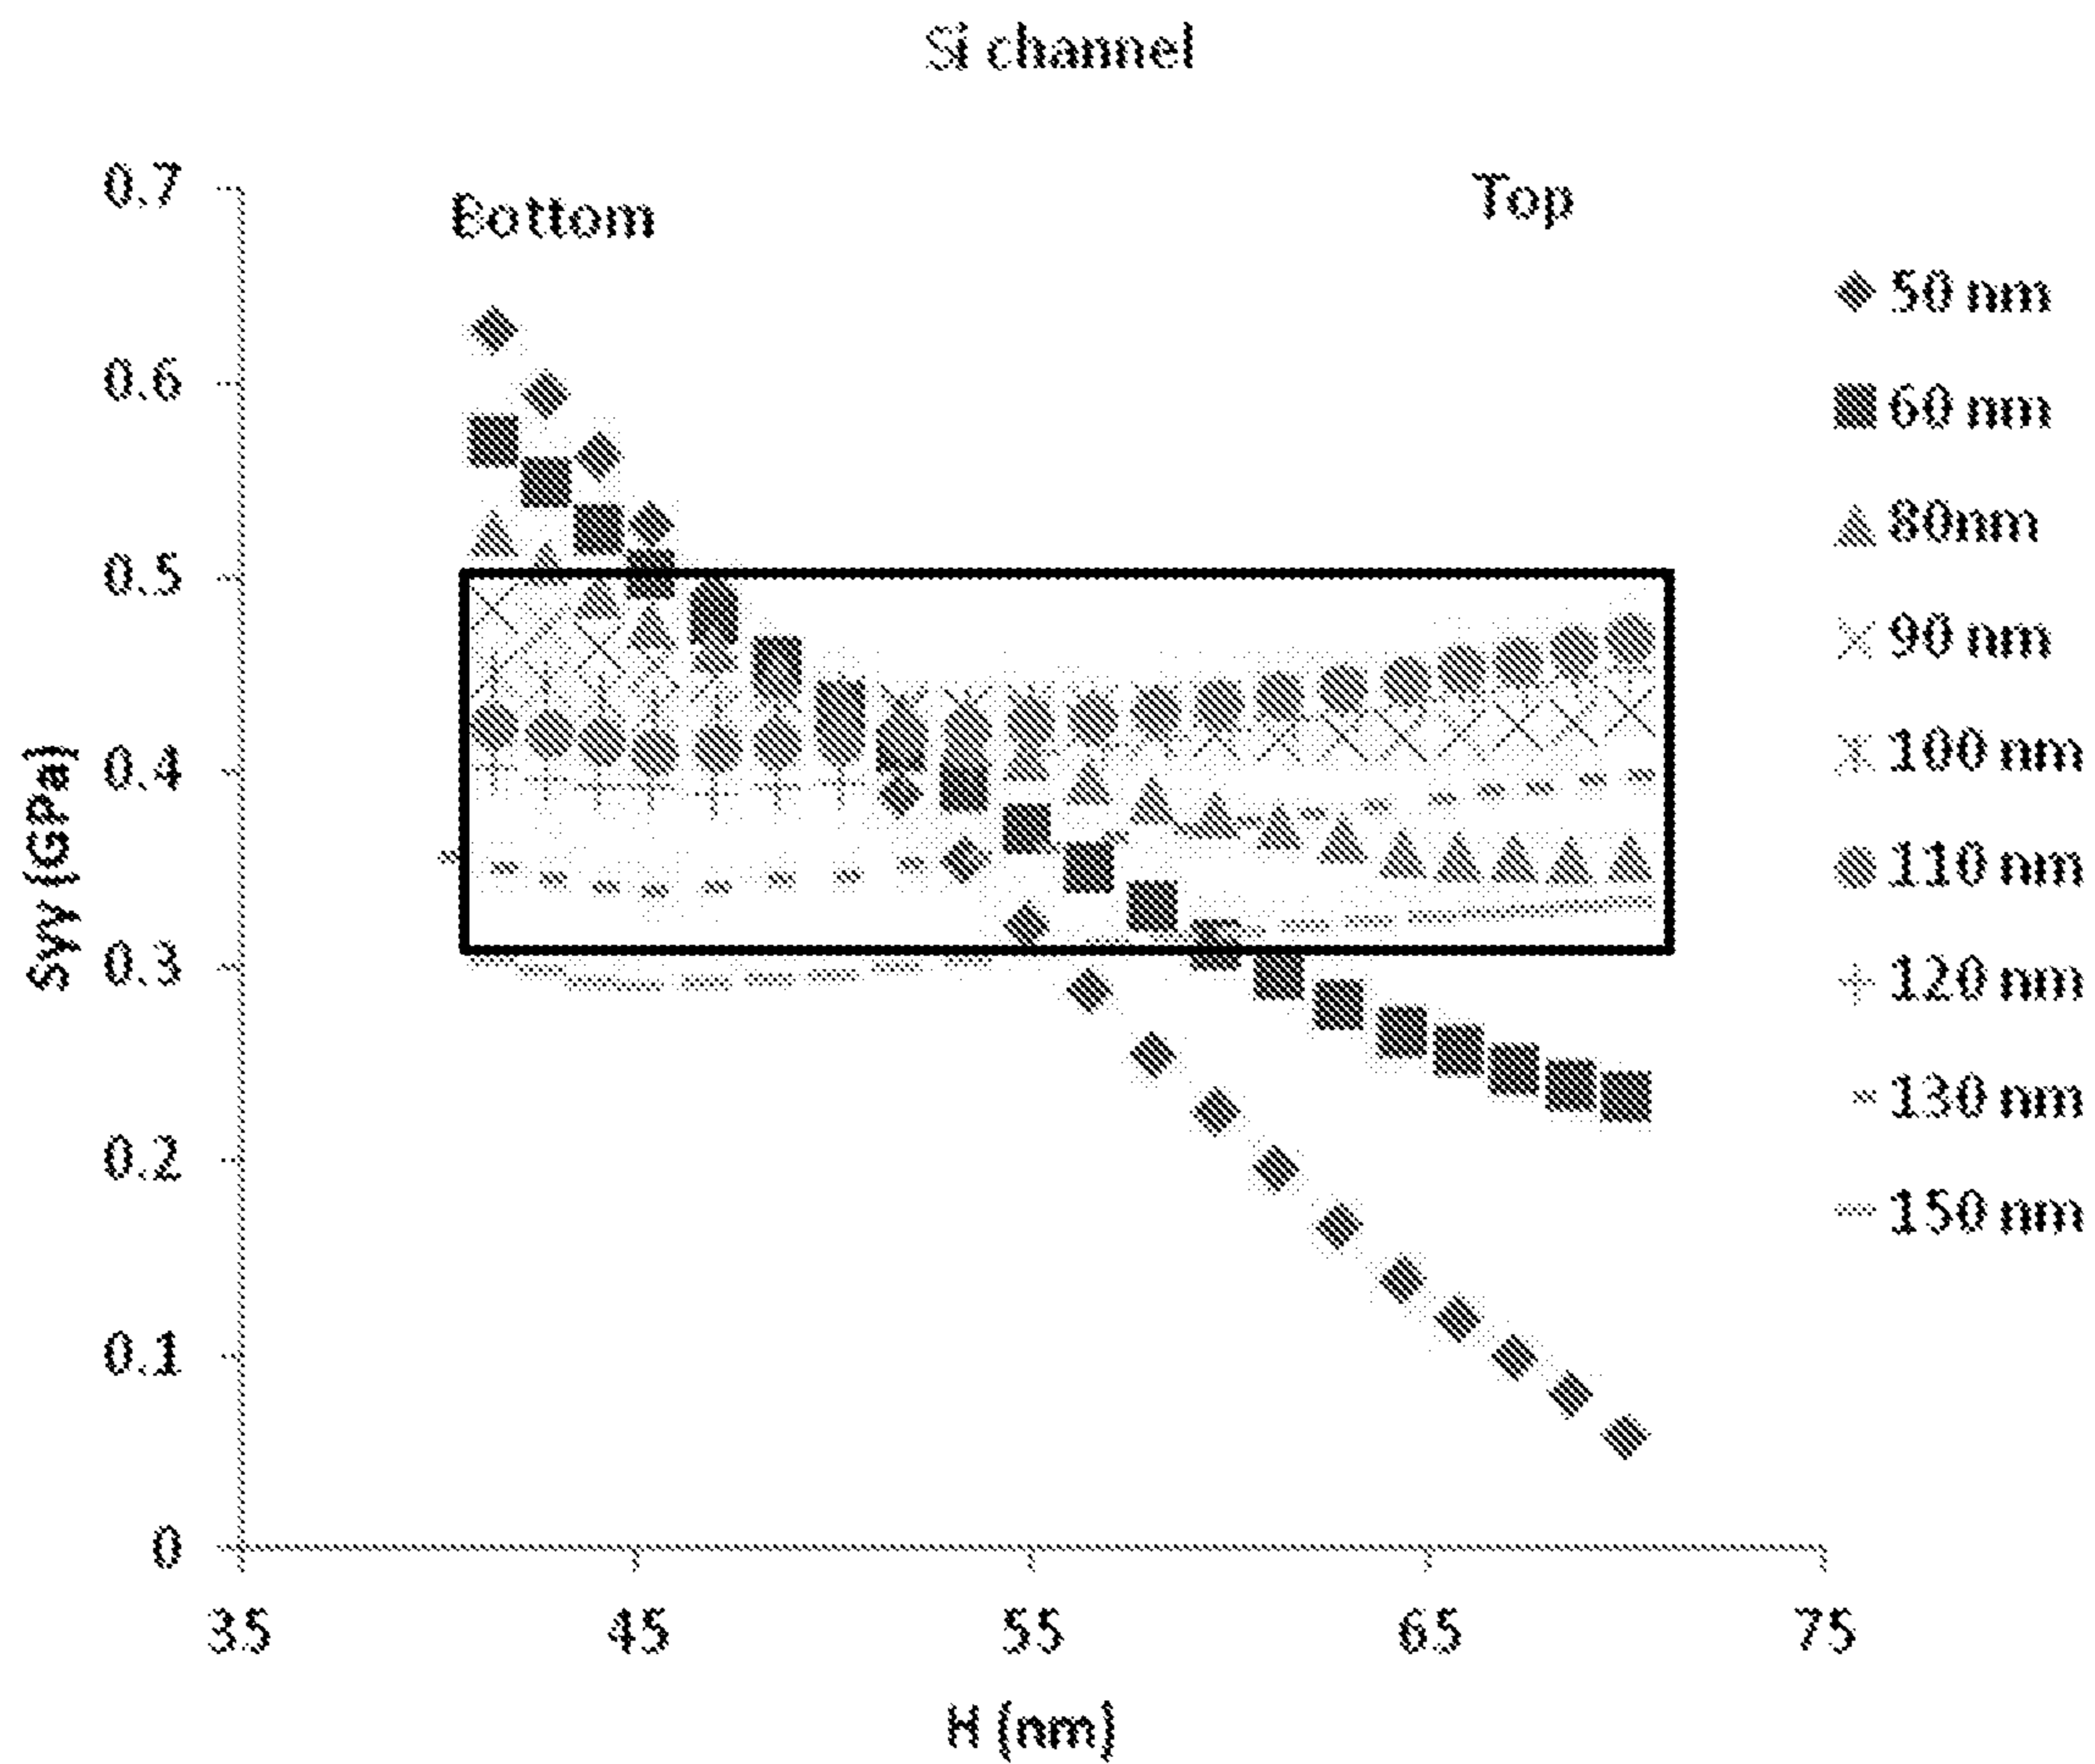 Si channel
0.7
0.6
0.5
0.4
0.3
0.2
0.1
0
Syy [GPa]
Bottom
Top
50 nm
60 nm
80nm
90 nm
100 nm
110 nm
120 nm
130 nm
150 nm
35
45
55
65
75
H (nm)